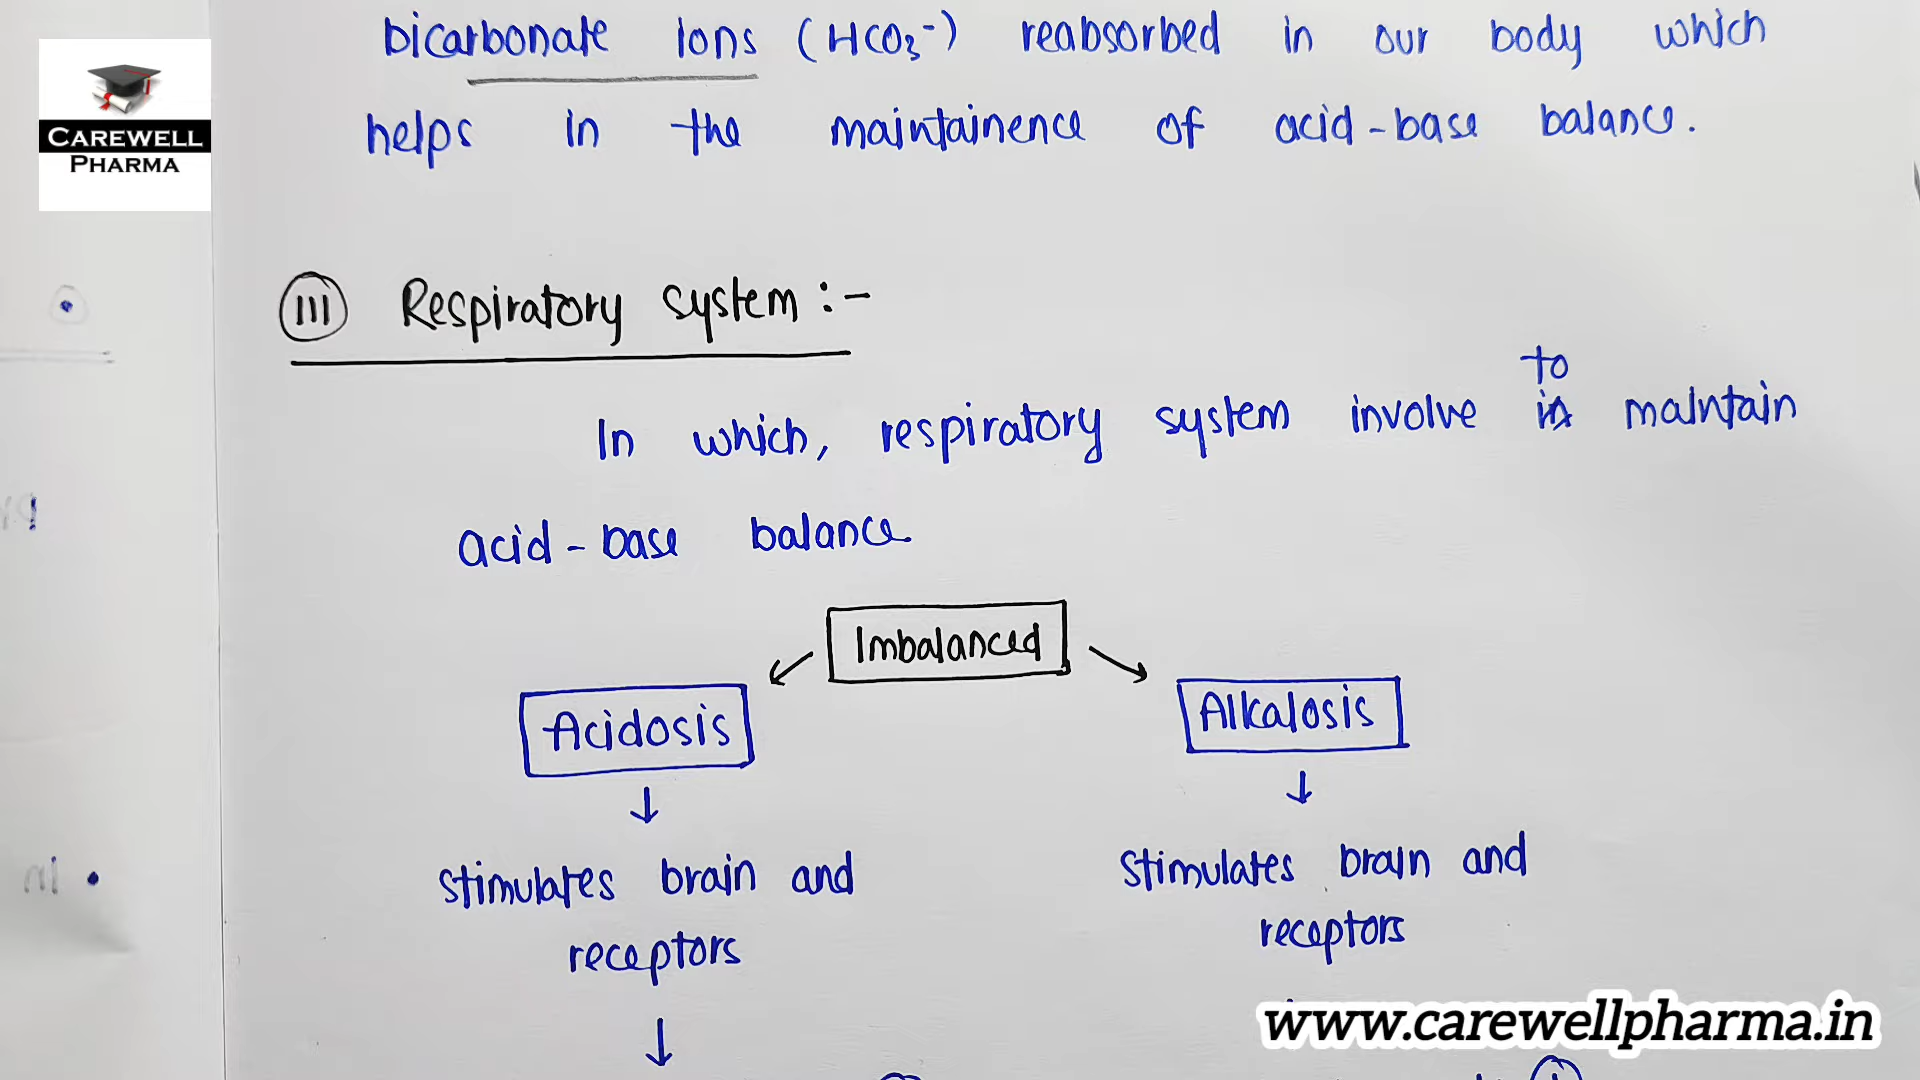 bicarbonate ions (HCO₃⁻) reabsorbed in our body which
helps in the maintainence of acid-base balance.
CAREWELL
PHARMA
III Respiratory system :-
to
In which, respiratory system involve in maintain
acid-base balance.
Imbalanced
Acidosis
Alkalosis
↓
↓
stimulates brain and
receptors
stimulates brain and
receptors
↓
www.carewellpharma.in